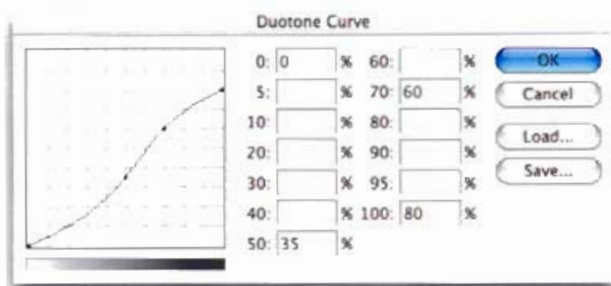 Duotone Curve
0: 0 % 60: % OK
5: % 70: 60 % Cancel
10: % 80: %
20: % 90: % Load...
30: % 95: % Save...
40: % 100: 80 %
50: 35 %